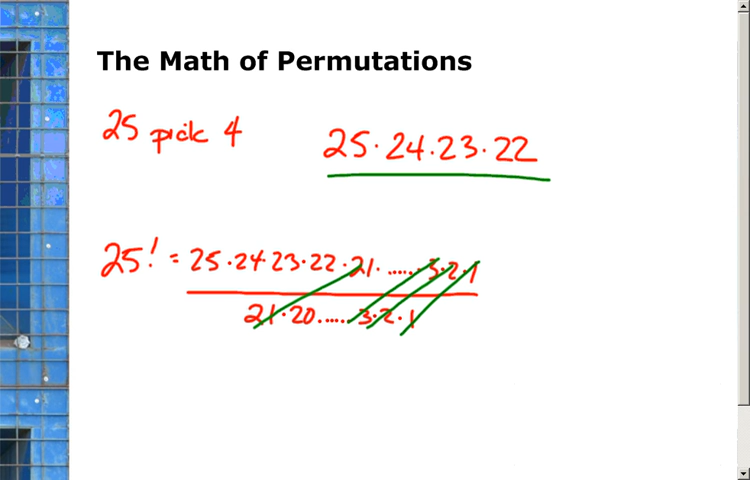 The Math of Permutations
25 pick 4
25·24·23·22
25! = 25·24·23·22·21·......3·2·1
21·20......3·2·1